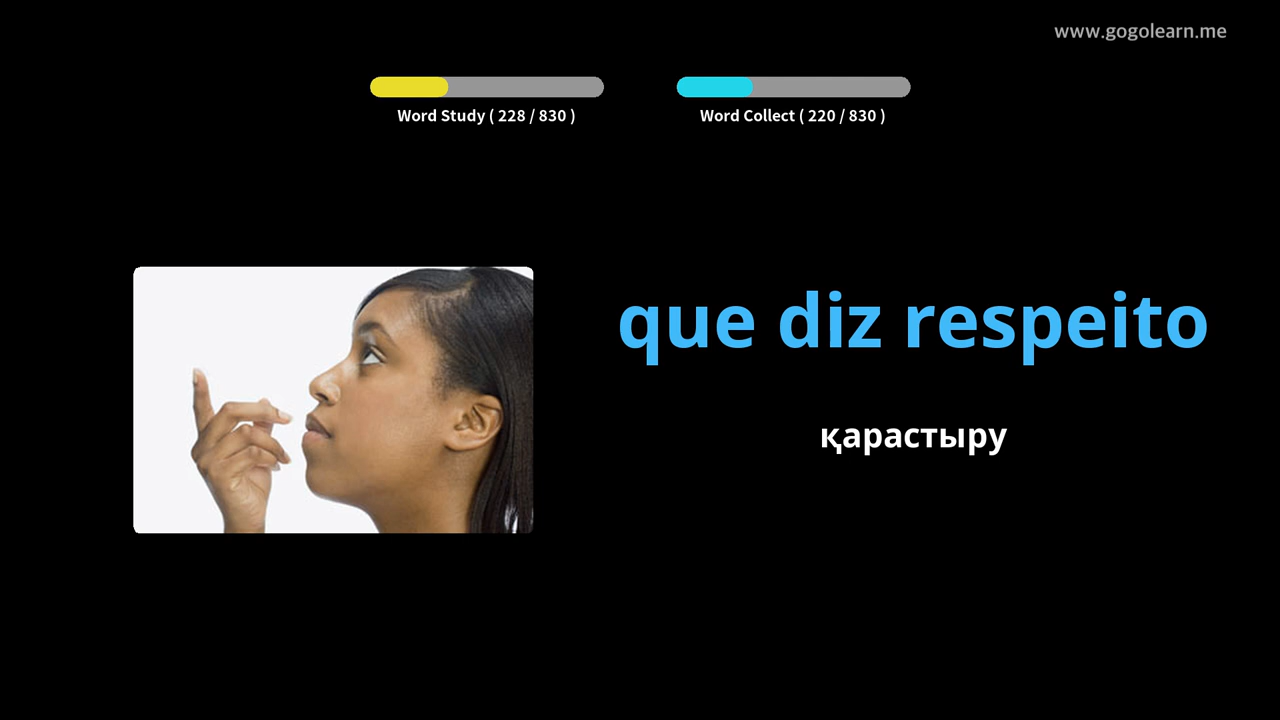 www.gogolearn.me
Word Study ( 228 / 830 )
Word Collect ( 220 / 830 )
que diz respeito
қарастыру